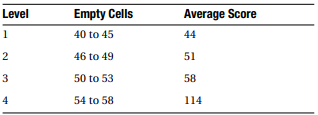 Level Empty Cells Average Score
1 40 to 45 44
2 46 to 49 51
3 50 to 53 58
4 54 to 58 114